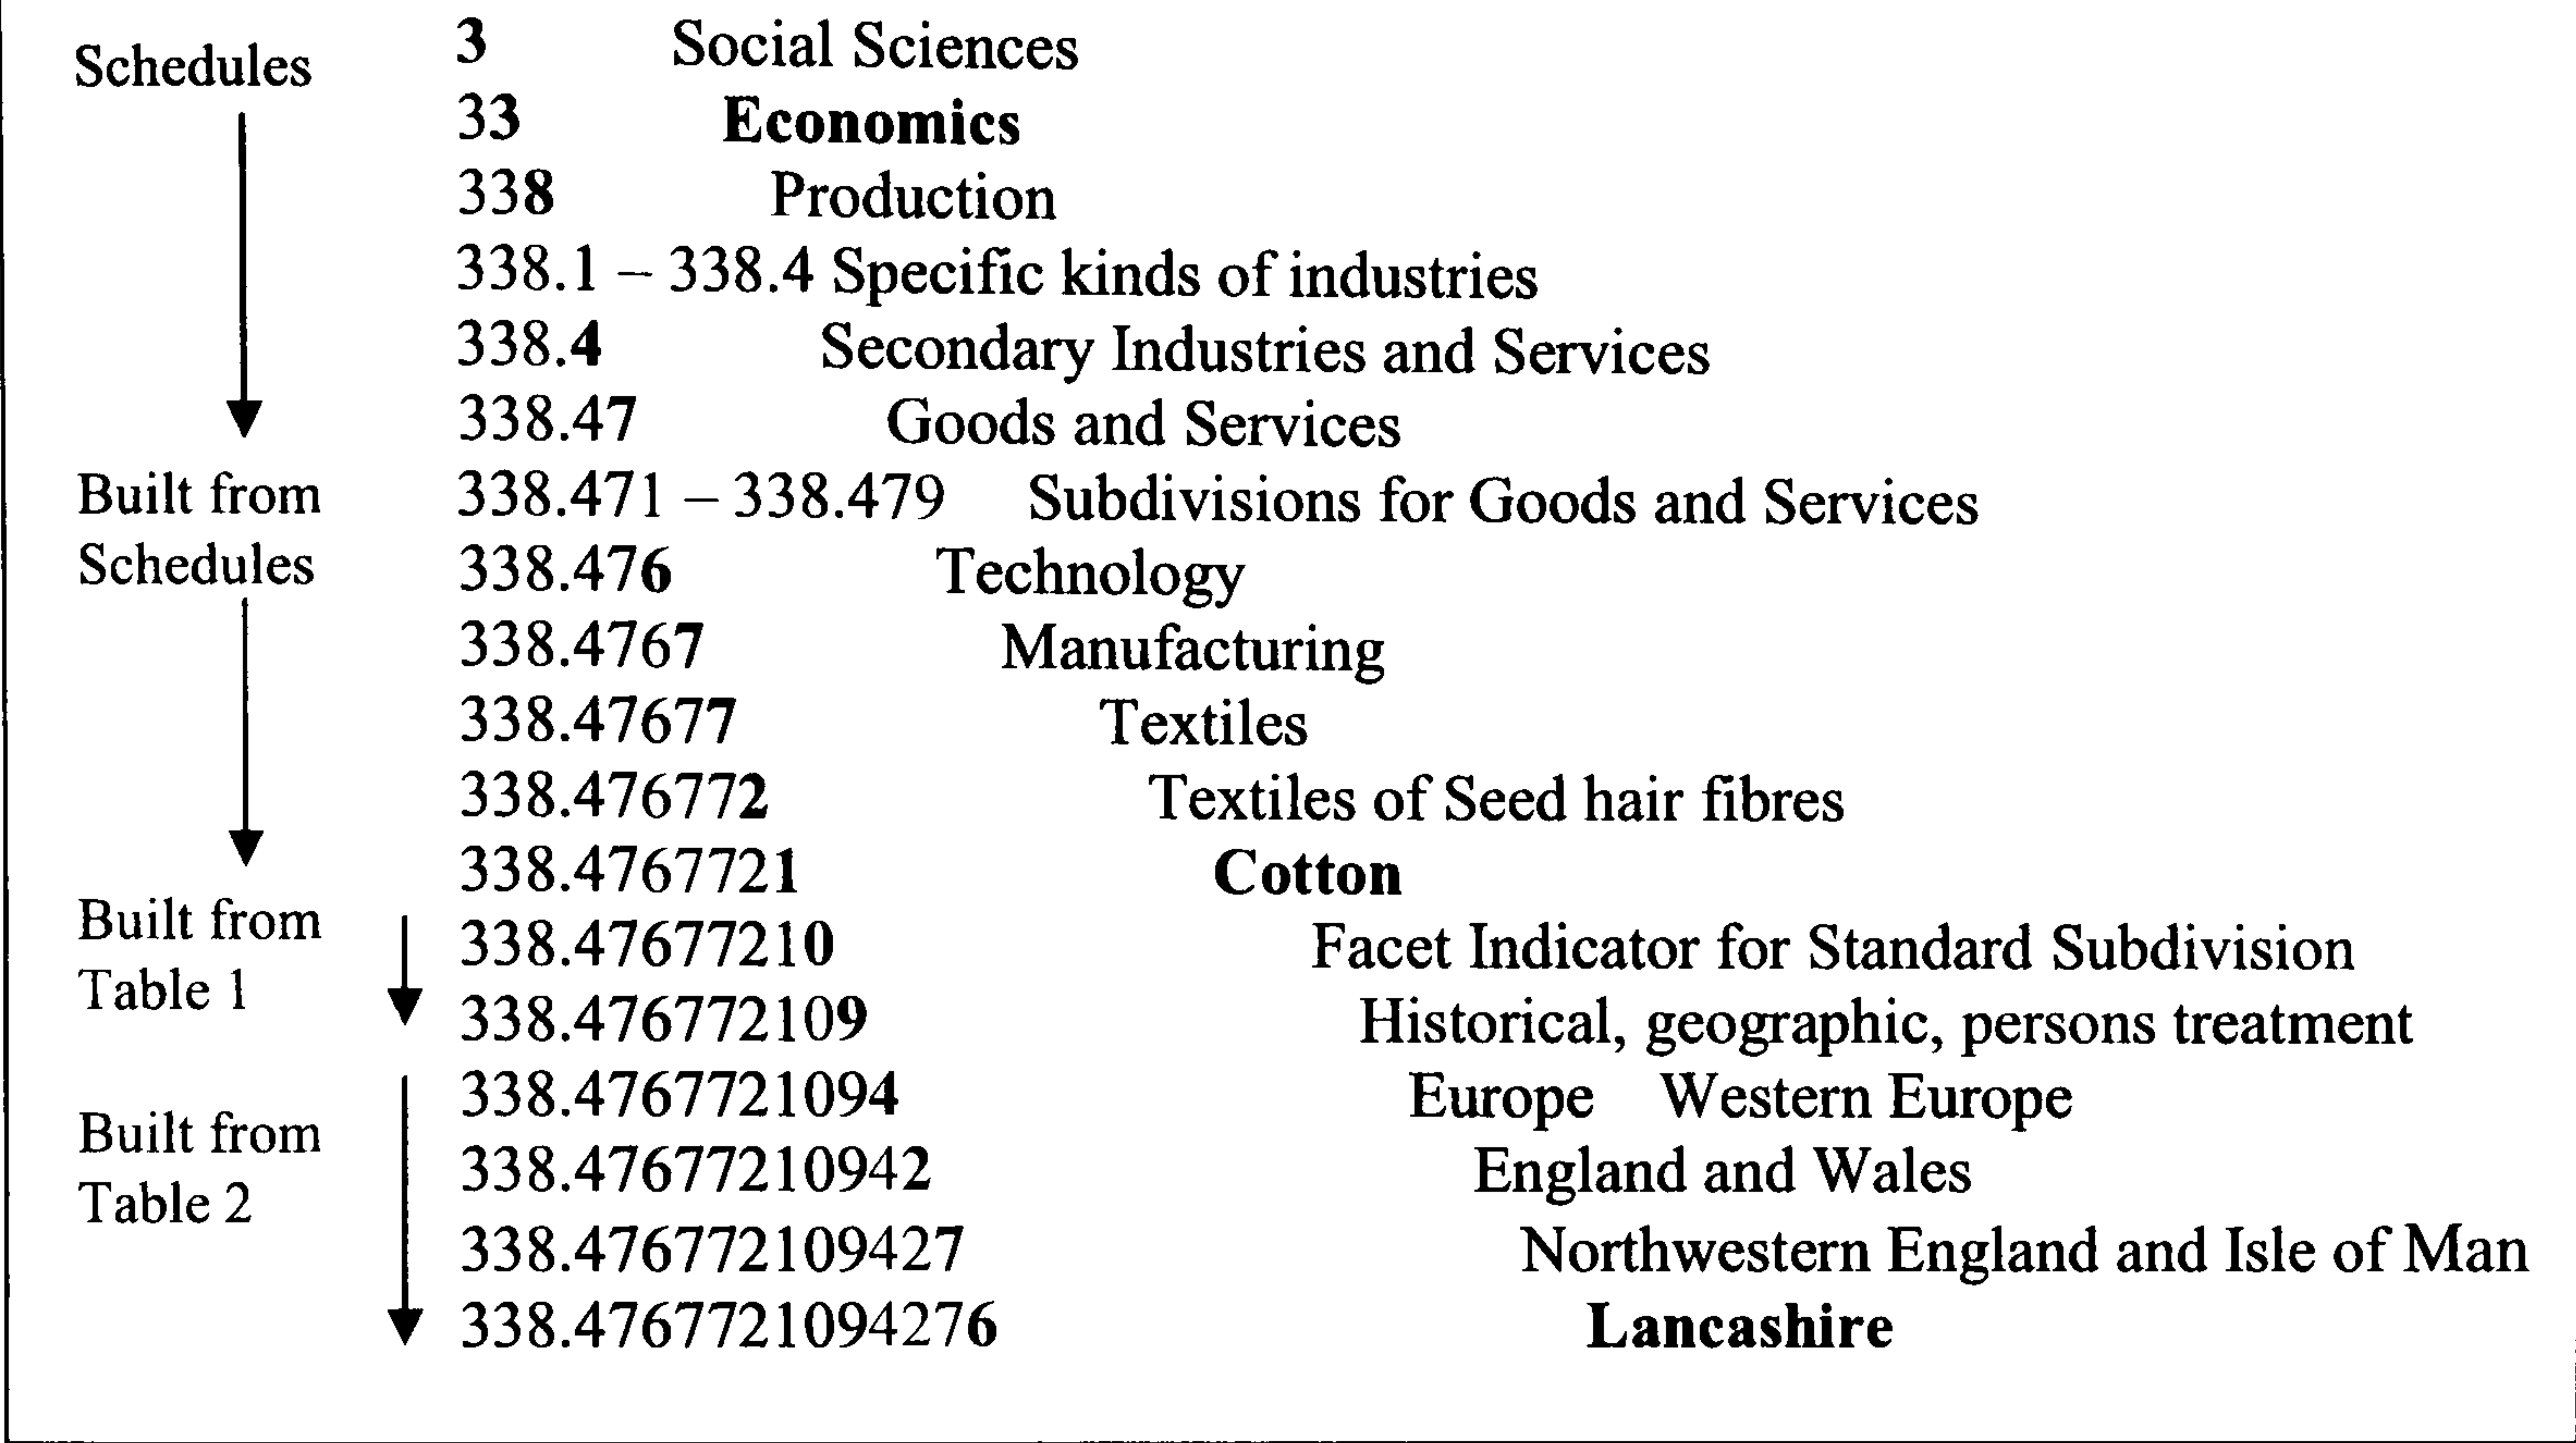 Schedules
3 Social Sciences
33 Economics
338 Production
338.1 – 338.4 Specific kinds of industries
338.4 Secondary Industries and Services
338.47 Goods and Services
Built from
Schedules
338.471 – 338.479 Subdivisions for Goods and Services
338.476 Technology
338.4767 Manufacturing
338.47677 Textiles
338.476772 Textiles of Seed hair fibres
338.4767721 Cotton
Built from
Table 1
338.47677210 Facet Indicator for Standard Subdivision
338.476772109 Historical, geographic, persons treatment
338.4767721094 Europe Western Europe
Built from
Table 2
338.47677210942 England and Wales
338.476772109427 Northwestern England and Isle of Man
338.4767721094276 Lancashire